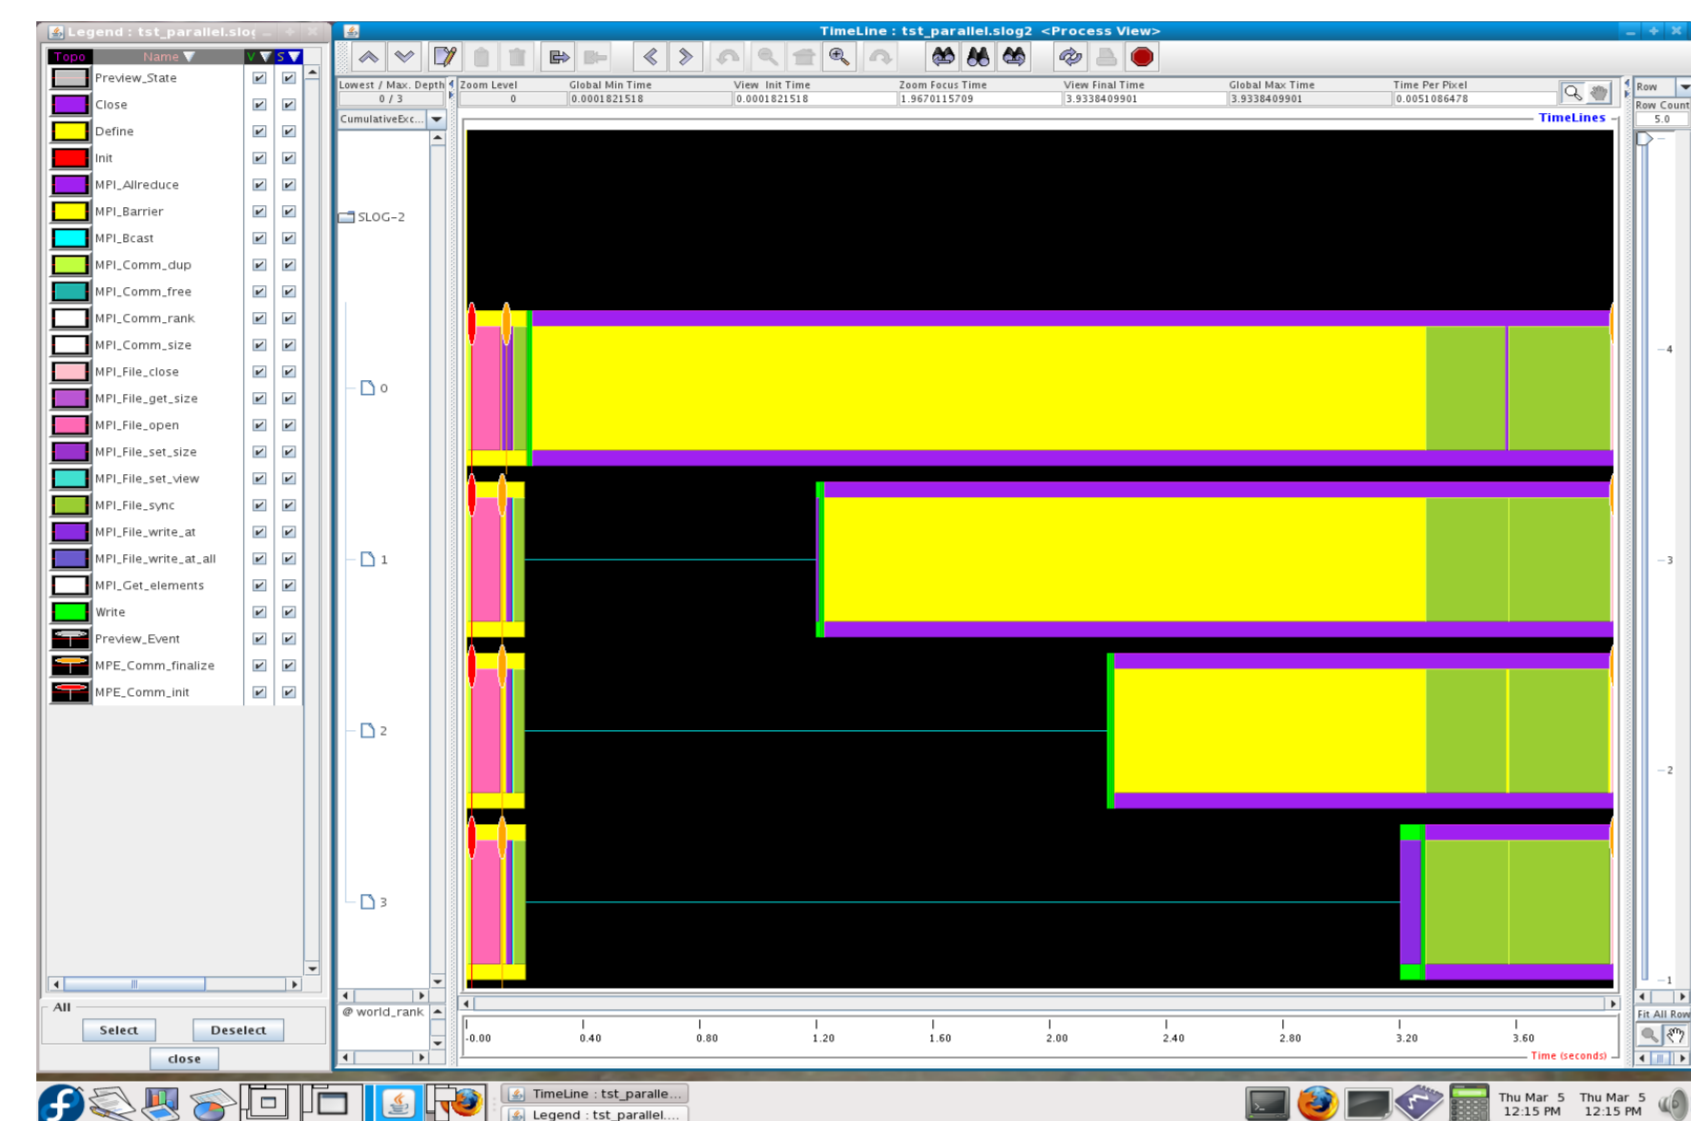 Legend : tst_parallel.slog
Topo Name V S
Preview_State
Close
Define
Init
MPI_Allreduce
MPI_Barrier
MPI_Bcast
MPI_Comm_dup
MPI_Comm_free
MPI_Comm_rank
MPI_Comm_size
MPI_File_close
MPI_File_get_size
MPI_File_open
MPI_File_set_size
MPI_File_set_view
MPI_File_sync
MPI_File_write_at
MPI_File_write_at_all
MPI_Get_elements
Write
Preview_Event
MPE_Comm_finalize
MPE_Comm_init
All
Select Deselect
close
TimeLine : tst_parallel.slog2 <Process View>
Lowest / Max. Depth Zoom Level Global Min Time View Init Time Zoom Focus Time View Final Time Global Max Time Time Per Pixel
0 / 3 0 0.0001821518 0.0001821518 1.9670115709 3.9338409901 3.9338409901 0.0051086478
CumulativeExc...
TimeLines
SLOG-2
0
1
2
3
@ world_rank
-0.00 0.40 0.80 1.20 1.60 2.00 2.40 2.80 3.20 3.60
Time (seconds)
Row
Row Count
5.0
4
3
2
1
Fit All Row
TimeLine : tst_paralle...
Legend : tst_parallel....
Thu Mar 5
12:15 PM
Thu Mar 5
12:15 PM